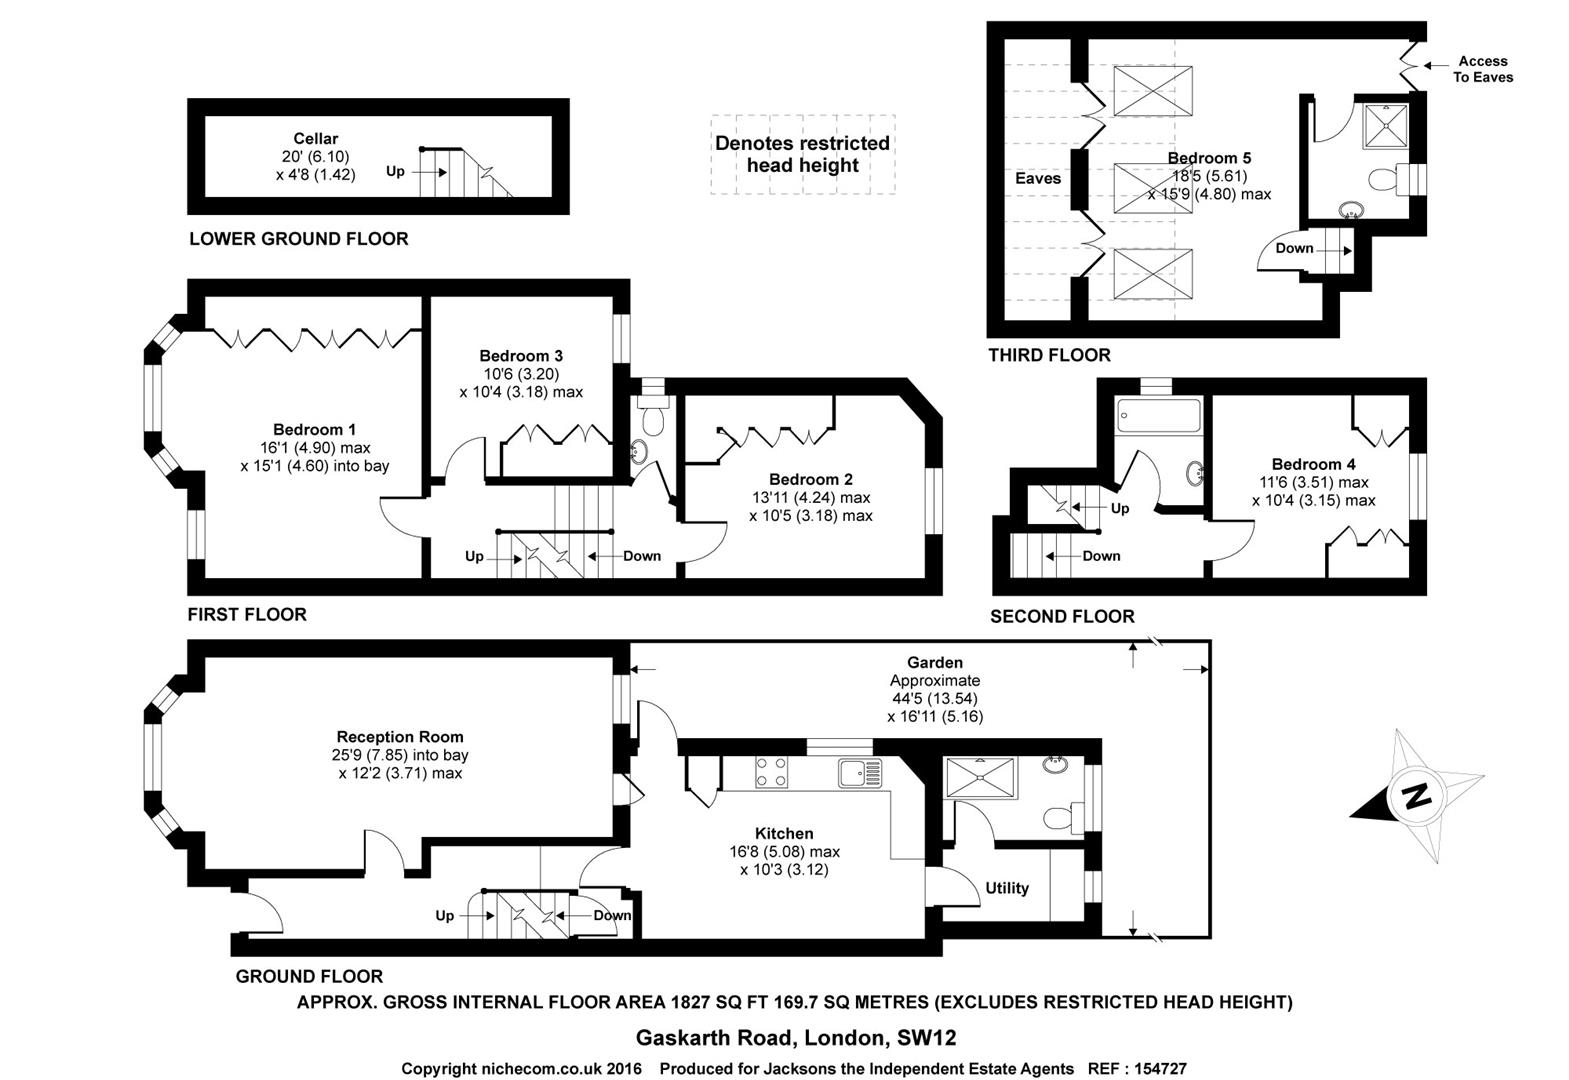 Access
To Eaves
Cellar
20' (6.10)
x 4'8 (1.42)
Up
LOWER GROUND FLOOR
Denotes restricted
head height
Eaves
Bedroom 5
18'5 (5.61)
x 15'9 (4.80) max
Down
THIRD FLOOR
Bedroom 1
16'1 (4.90) max
x 15'1 (4.60) into bay
Bedroom 3
10'6 (3.20)
x 10'4 (3.18) max
Bedroom 2
13'11 (4.24) max
x 10'5 (3.18) max
Up
Down
FIRST FLOOR
Bedroom 4
11'6 (3.51) max
x 10'4 (3.15) max
Up
Down
SECOND FLOOR
Garden
Approximate
44'5 (13.54)
x 16'11 (5.16)
Reception Room
25'9 (7.85) into bay
x 12'2 (3.71) max
Kitchen
16'8 (5.08) max
x 10'3 (3.12)
Utility
Up
Down
N
GROUND FLOOR
APPROX. GROSS INTERNAL FLOOR AREA 1827 SQ FT 169.7 SQ METRES (EXCLUDES RESTRICTED HEAD HEIGHT)
Gaskarth Road, London, SW12
Copyright nichecom.co.uk 2016 Produced for Jacksons the Independent Estate Agents REF : 154727